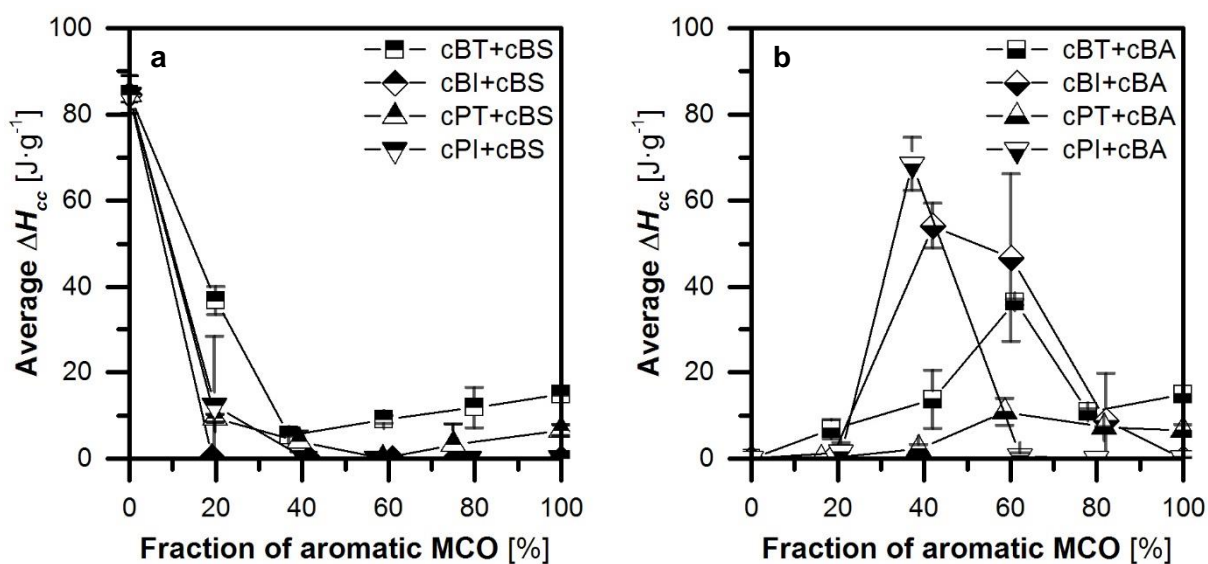 a
cBT+cBS
cBI+cBS
cPT+cBS
cPI+cBS
100
80
60
40
20
0
0 20 40 60 80 100
Average ΔHcc [J·g⁻¹]
Fraction of aromatic MCO [%]
b
cBT+cBA
cBI+cBA
cPT+cBA
cPI+cBA
100
80
60
40
20
0
0 20 40 60 80 100
Average ΔHcc [J·g⁻¹]
Fraction of aromatic MCO [%]